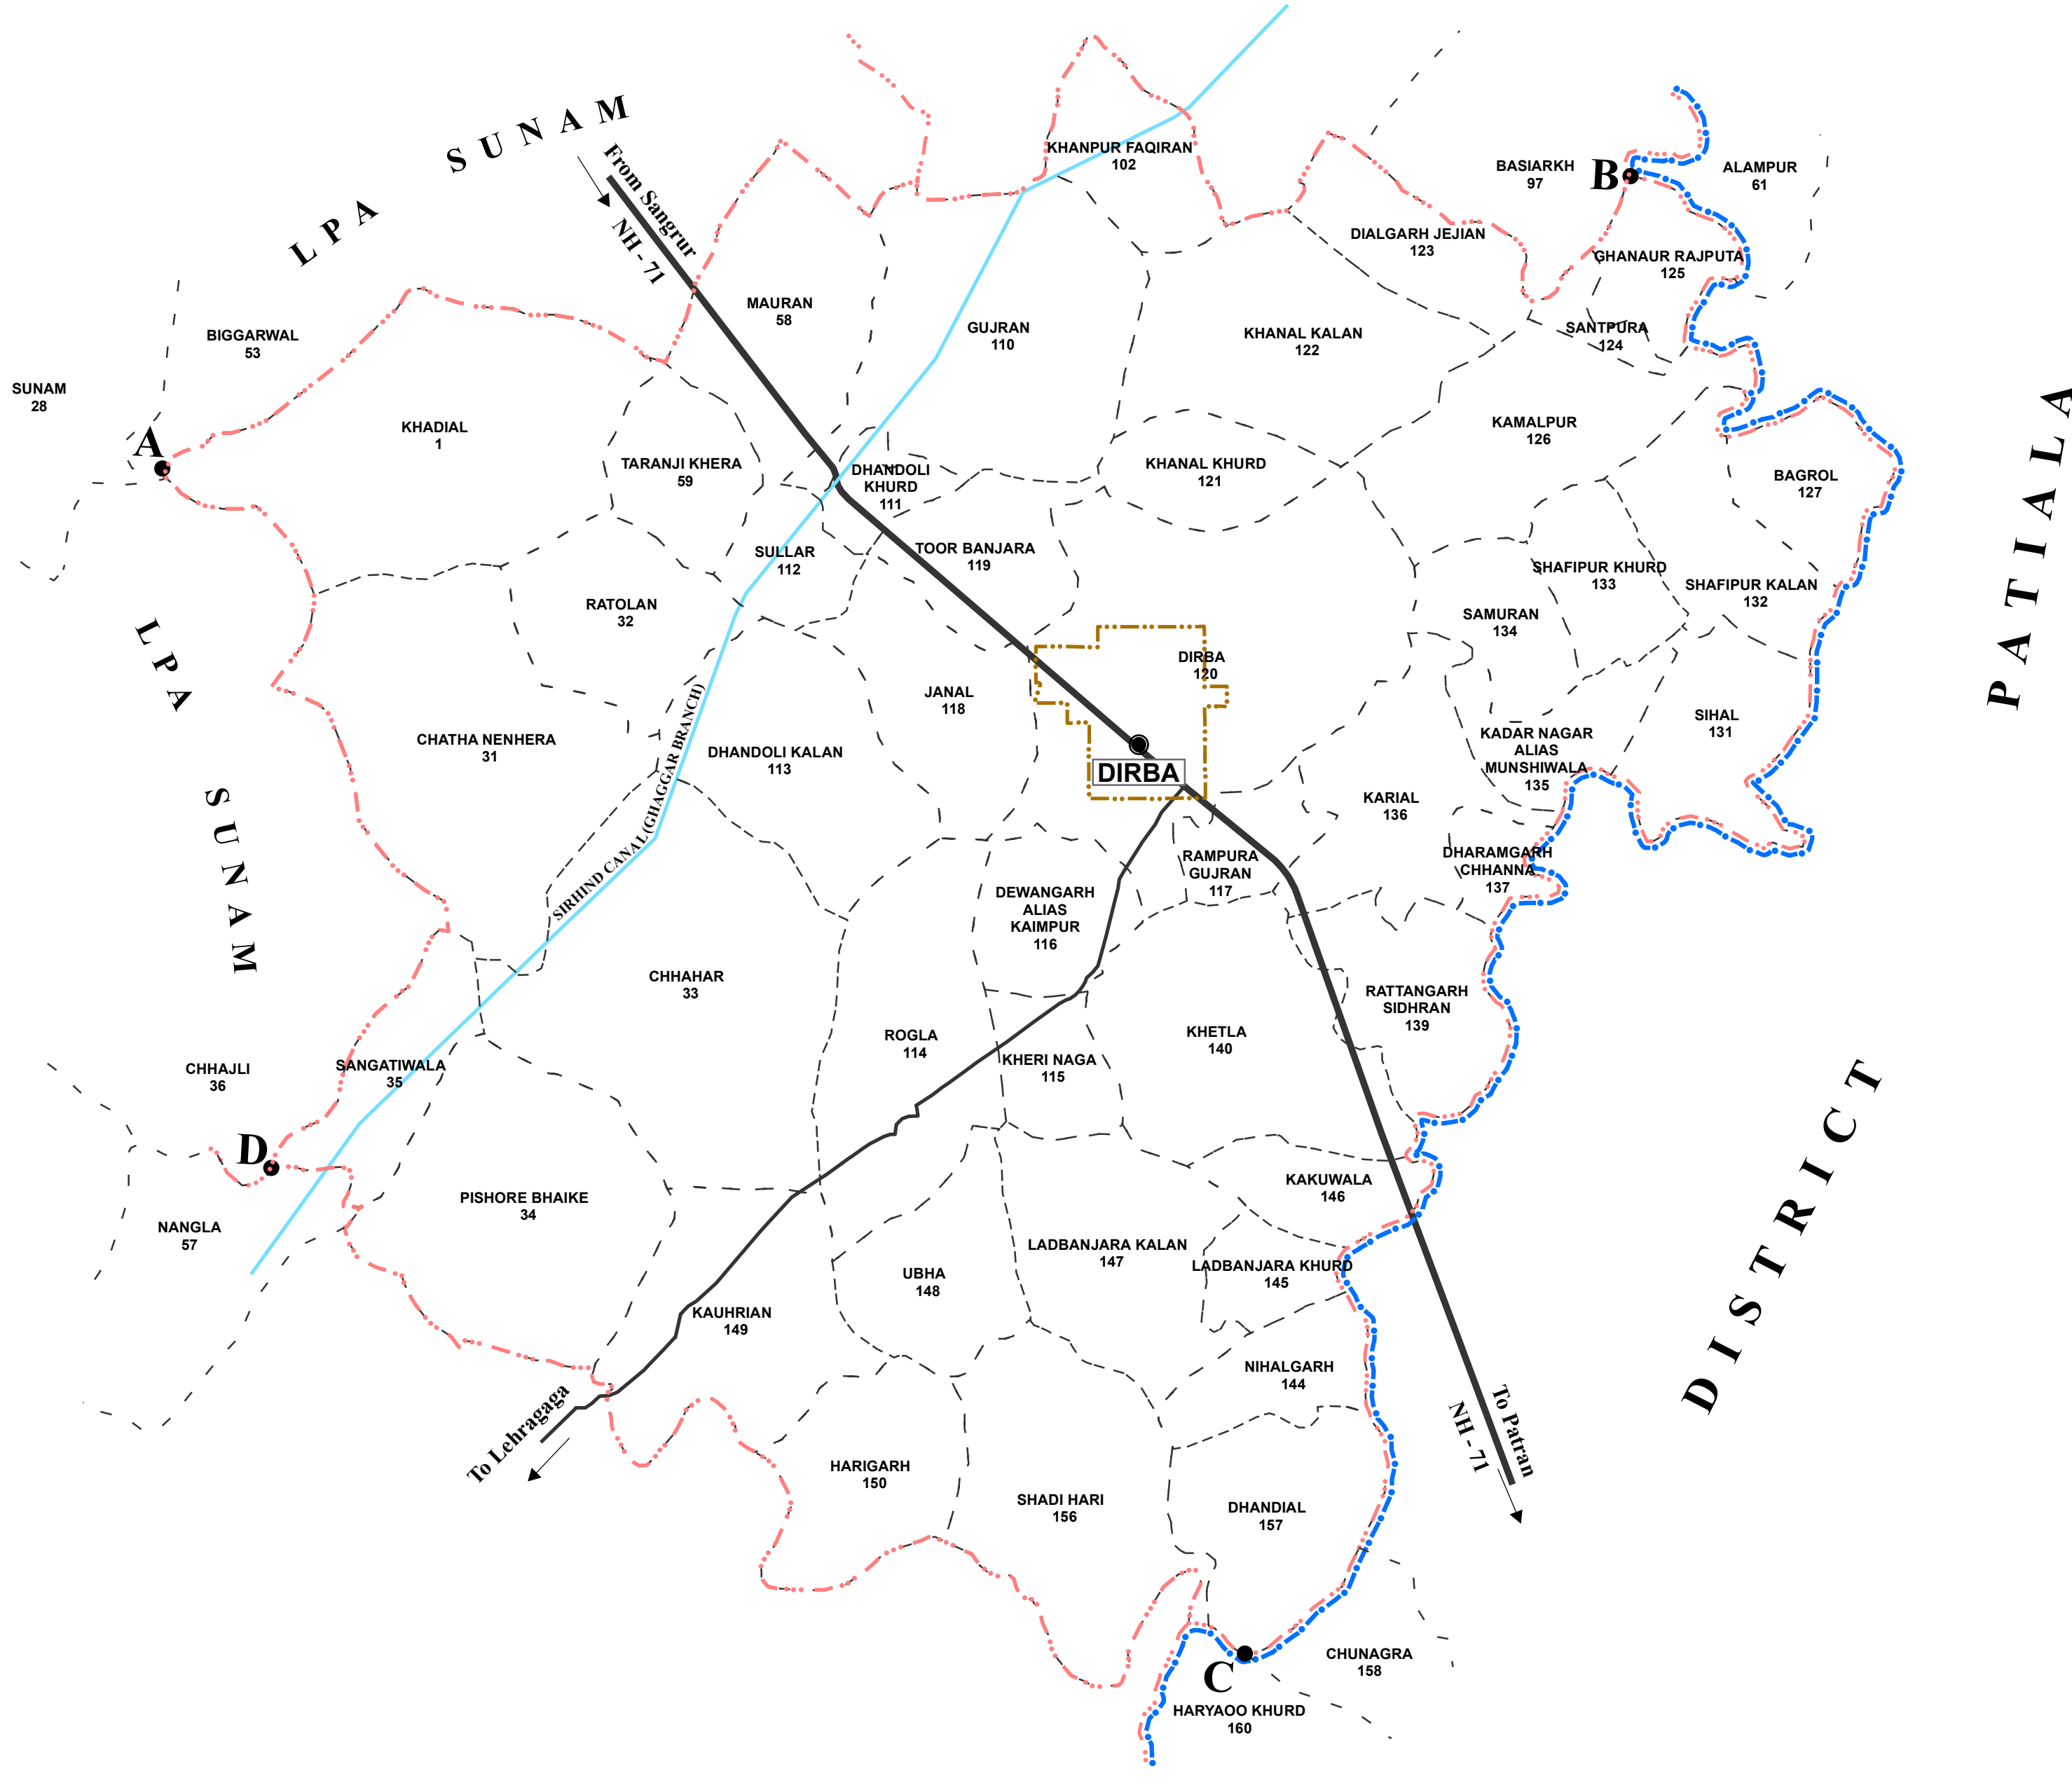 SUNAM
From Sangrur
NH - 71
LPA
KHANPUR FAQIRAN
102
BASIARKH
97
B
ALAMPUR
61
DIALGARH JEJIAN
123
GHANAUR RAJPUTA
125
MAURAN
58
GUJRAN
110
KHANAL KALAN
122
SANTPURA
124
BIGGARWAL
53
SUNAM
28
A
KHADIAL
1
TARANJI KHERA
59
DHANDOLI
KHURD
111
KHANAL KHURD
121
KAMALPUR
126
BAGROL
127
PATIALA
SULLAR
112
TOOR BANJARA
119
SHAFIPUR KHURD
133
SHAFIPUR KALAN
132
RATOLAN
32
SAMURAN
134
LPA
DIRBA
120
JANAL
118
SIHAL
131
CHATHA NENHERA
31
DHANDOLI KALAN
113
KADAR NAGAR
ALIAS
MUNSHIWALA
135
DIRBA
SIRHIND CANAL (GHAGGAR BRANCH)
KARIAL
136
SUNAM
RAMPURA
GUJRAN
117
DHARAMGARH
CHHANNA
137
DEWANGARH
ALIAS
KAIMPUR
116
CHHAHAR
33
RATTANGARH
SIDHRAN
139
ROGLA
114
KHETLA
140
KHERI NAGA
115
CHHAJLI
36
SANGATIWALA
35
DISTRICT
D
PISHORE BHAIKE
34
KAKUWALA
146
NANGLA
57
LADBANJARA KALAN
147
LADBANJARA KHURD
145
UBHA
148
KAUHRIAN
149
NIHALGARH
144
To Lehragaga
To Patran
NH - 71
HARIGARH
150
SHADI HARI
156
DHANDIAL
157
C
CHUNAGRA
158
HARYAOO KHURD
160